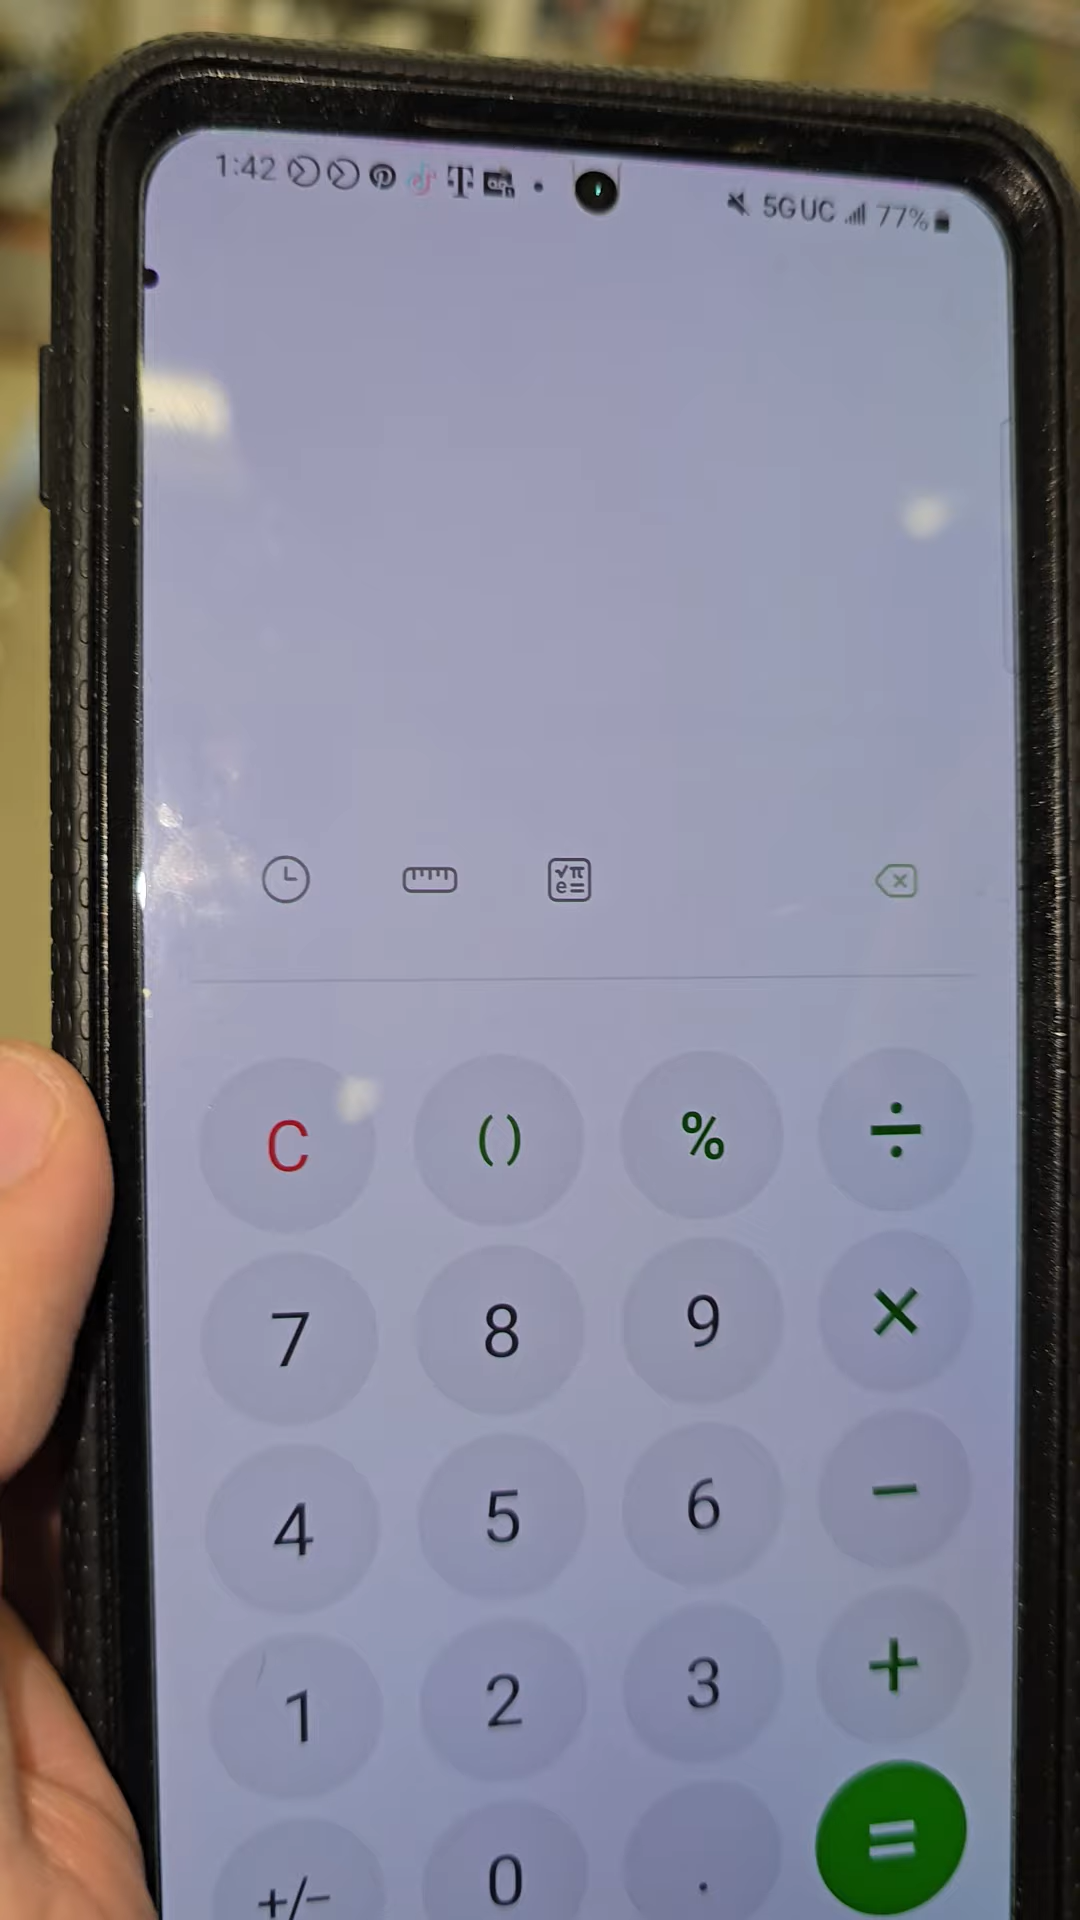 1:42 5G UC 77%
√π
e=
C () % ÷
7 8 9 ×
4 5 6 −
1 2 3 +
+/− 0 . =